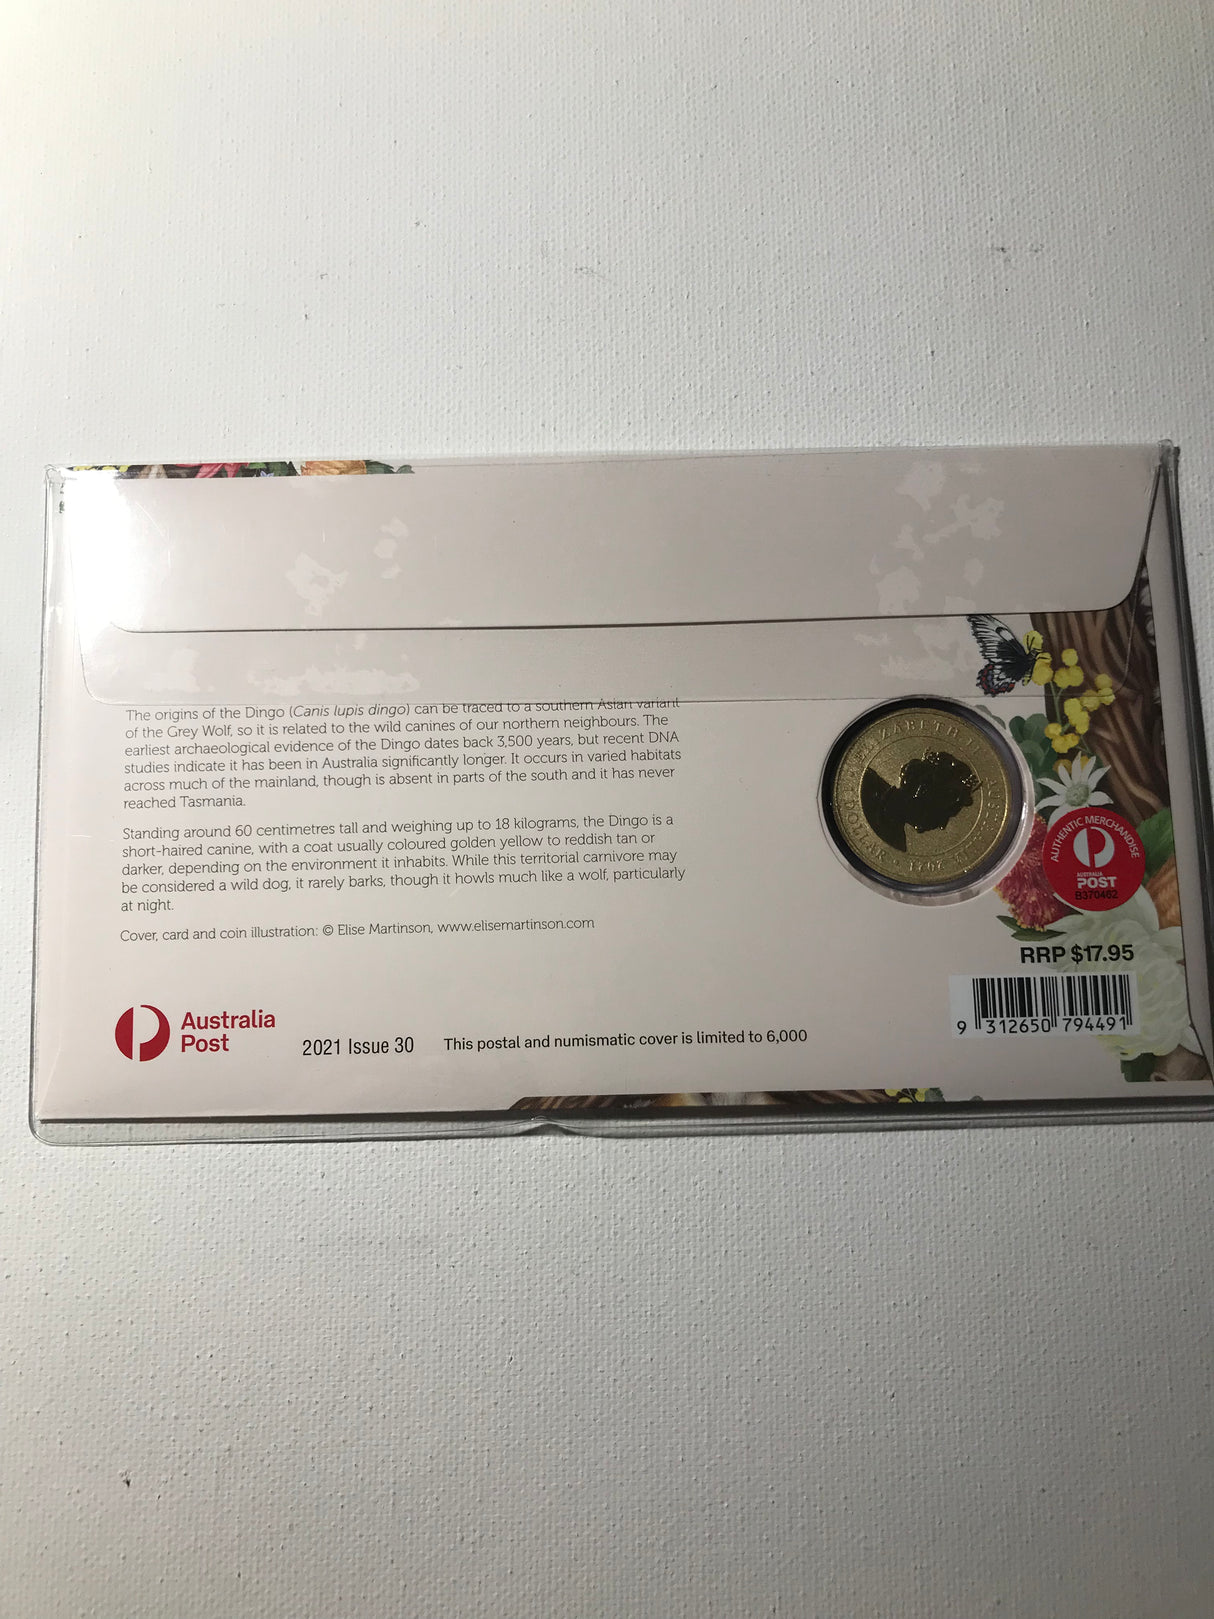 The origins of the Dingo (Canis lupis dingo) can be traced to a southern Asian variant
of the Grey Wolf, so it is related to the wild canines of our northern neighbours. The
earliest archaeological evidence of the Dingo dates back 3,500 years, but recent DNA
studies indicate it has been in Australia significantly longer. It occurs in varied habitats
across much of the mainland, though is absent in parts of the south and it has never
reached Tasmania.
Standing around 60 centimetres tall and weighing up to 18 kilograms, the Dingo is a
short-haired canine, with a coat usually coloured golden yellow to reddish tan or
darker, depending on the environment it inhabits. While this territorial carnivore may
be considered a wild dog, it rarely barks, though it howls much like a wolf, particularly
at night.
Cover, card and coin illustration: © Elise Martinson, www.elisemartinson.com
Australia
Post
2021 Issue 30
This postal and numismatic cover is limited to 6,000
AUTHENTIC MERCHANDISE
AUSTRALIA
POST
B370462
RRP $17.95
9 312650 794491